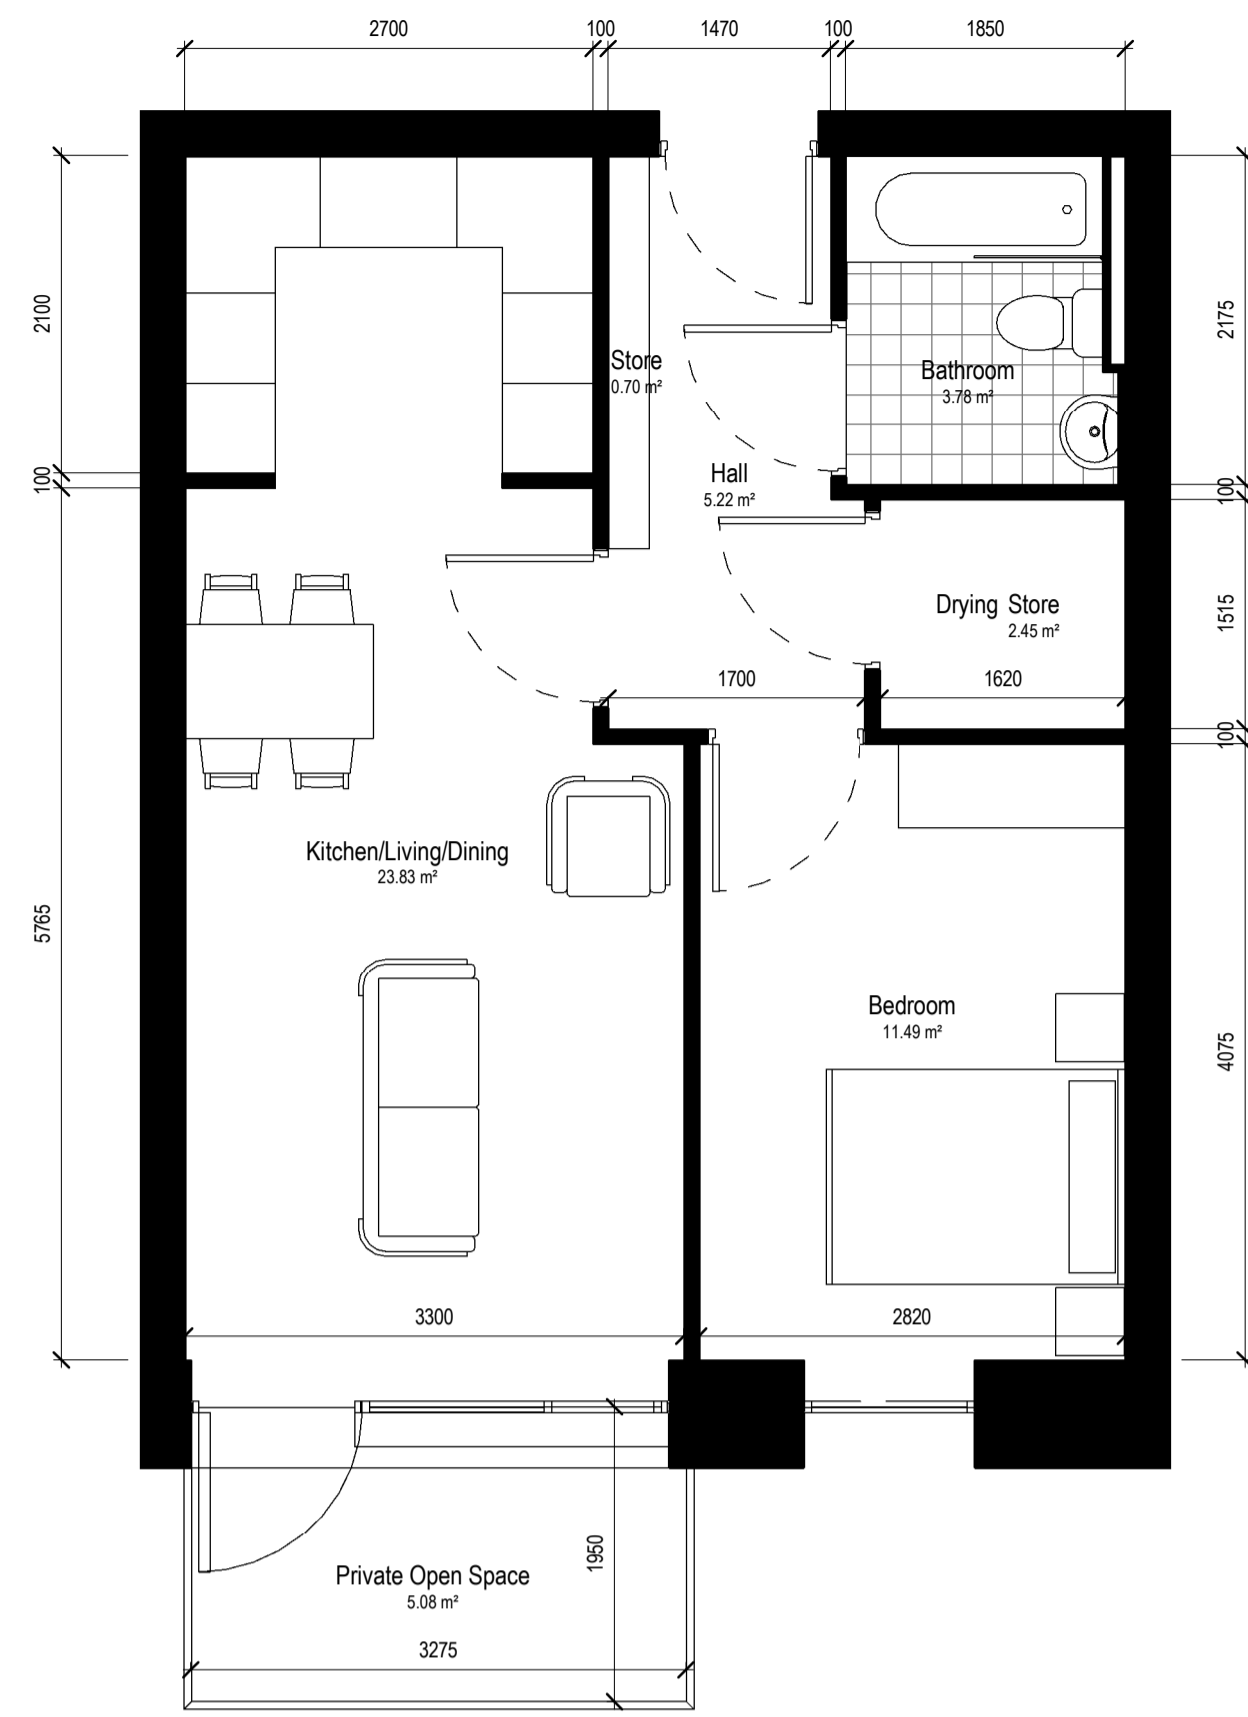 2700 100 1470 100 1850
2100
100
5765
2175
100
1515
100
4075
Store
0.70 m²
Bathroom
3.78 m²
Hall
5.22 m²
Drying Store
2.45 m²
1700
1620
Kitchen/Living/Dining
23.83 m²
Bedroom
11.49 m²
3300
2820
1950
Private Open Space
5.08 m²
3275